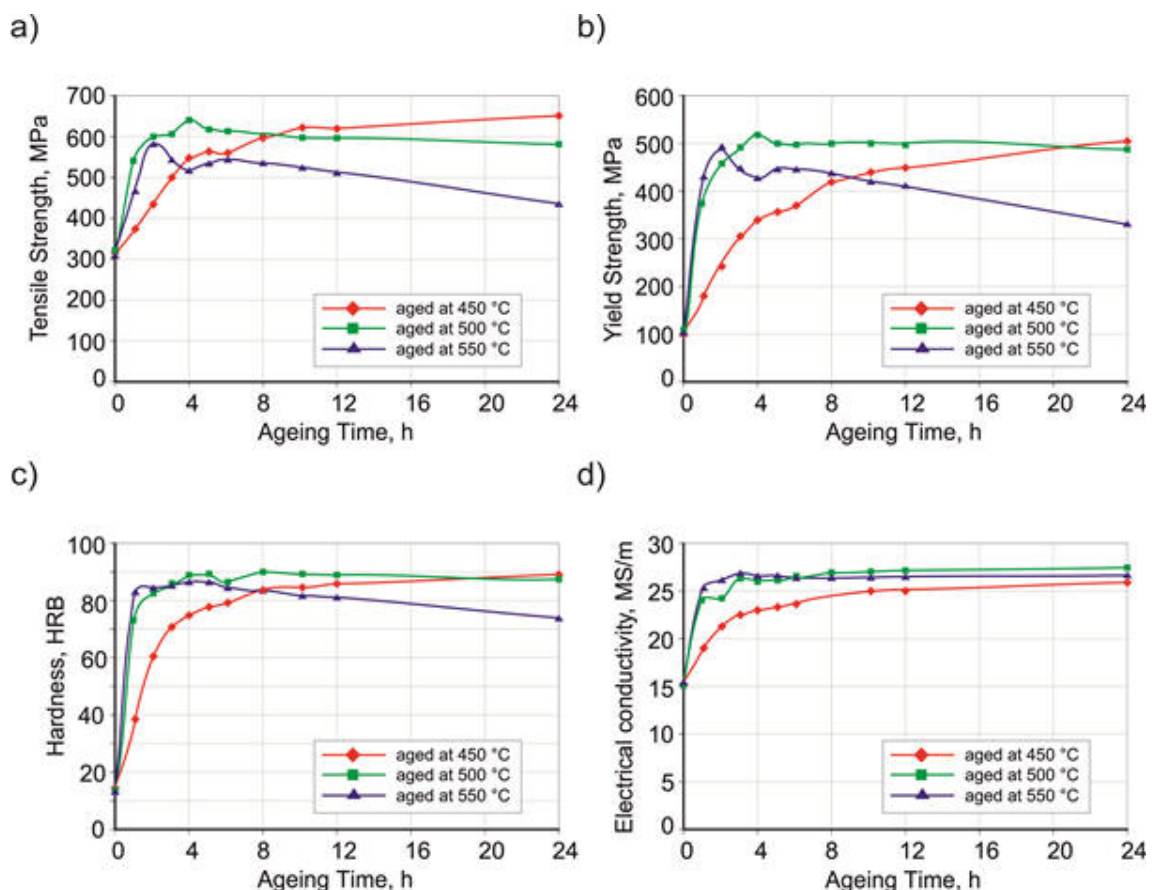 a)
Tensile Strength, MPa
700
600
500
400
300
200
100
0
0 4 8 12 16 20 24
Ageing Time, h
aged at 450 °C
aged at 500 °C
aged at 550 °C
b)
Yield Strength, MPa
600
500
400
300
200
100
0
0 4 8 12 16 20 24
Ageing Time, h
aged at 450 °C
aged at 500 °C
aged at 550 °C
c)
Hardness, HRB
100
80
60
40
20
0
0 4 8 12 16 20 24
Ageing Time, h
aged at 450 °C
aged at 500 °C
aged at 550 °C
d)
Electrical conductivity, MS/m
30
25
20
15
10
5
0
0 4 8 12 16 20 24
Ageing Time, h
aged at 450 °C
aged at 500 °C
aged at 550 °C